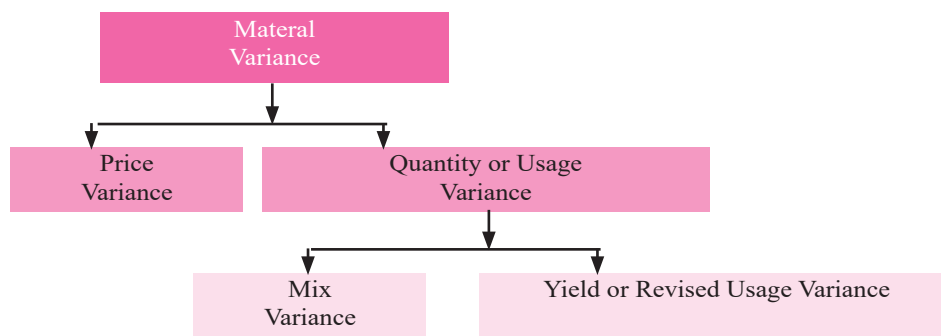 Materal
Variance
Price
Variance
Quantity or Usage
Variance
Mix
Variance
Yield or Revised Usage Variance